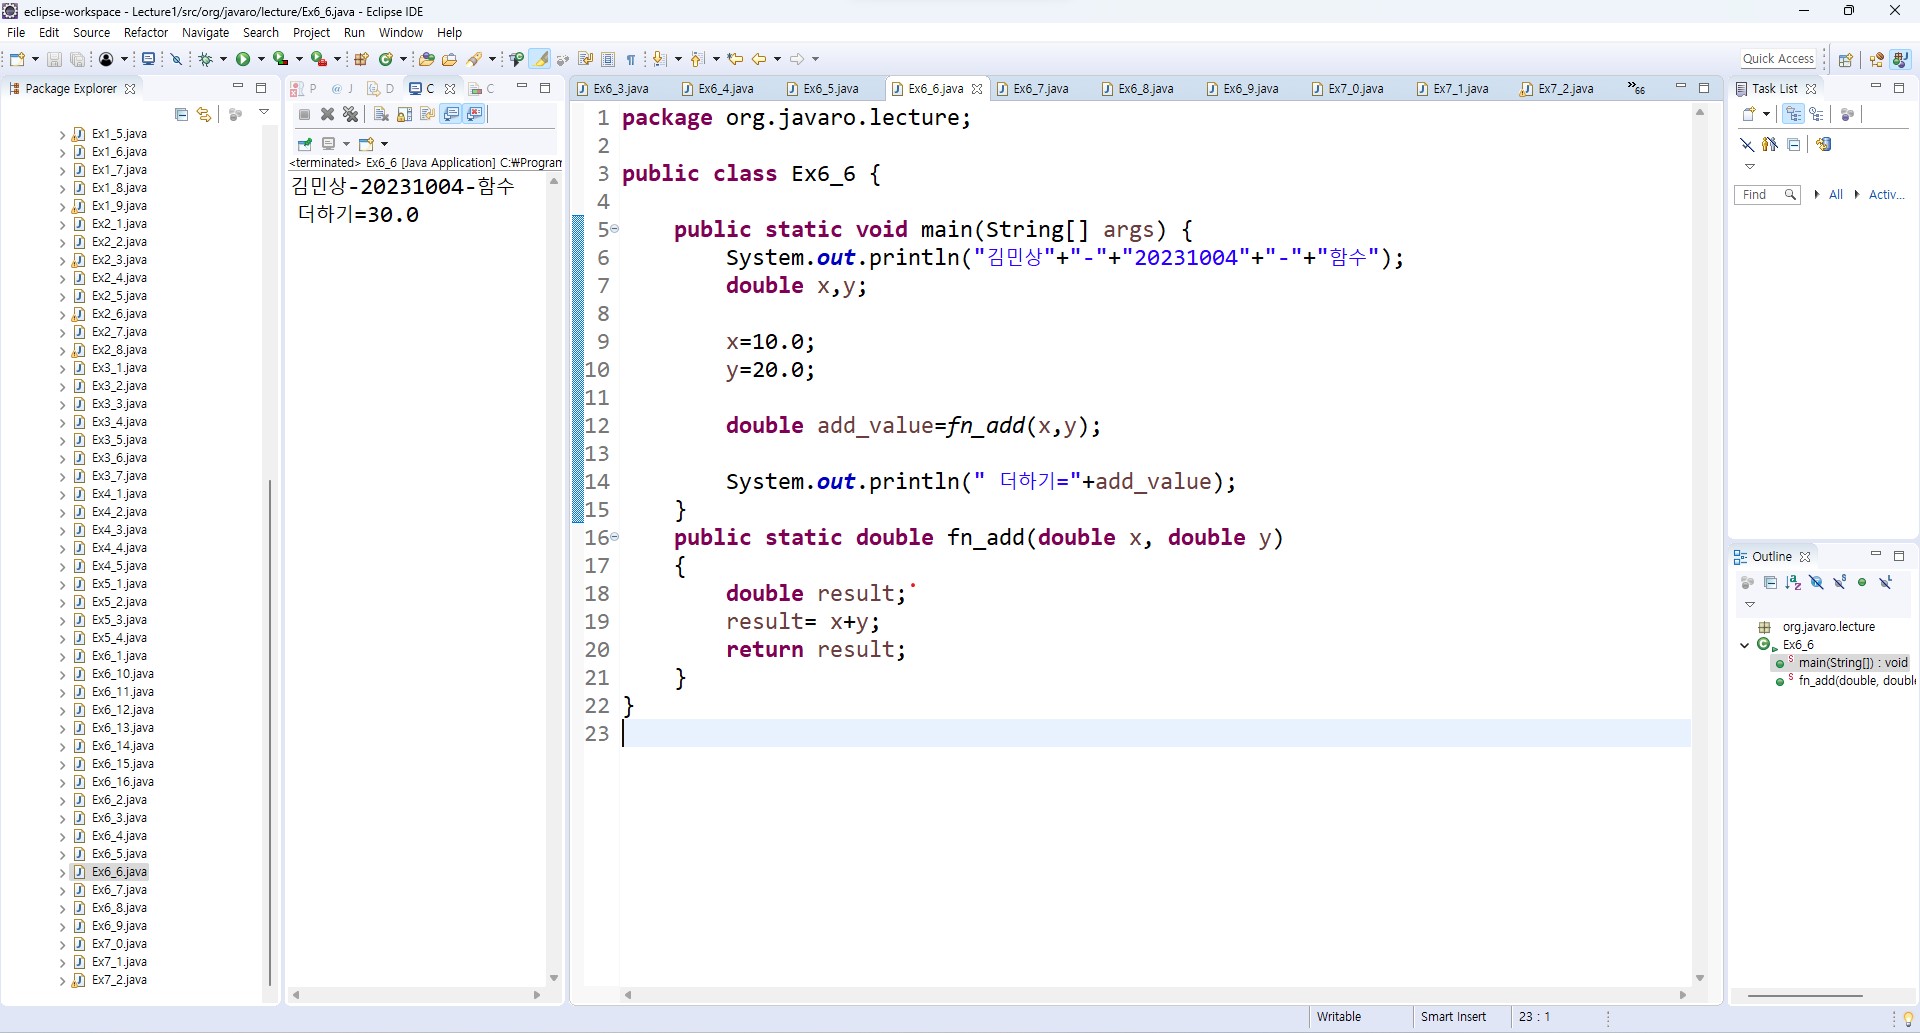 eclipse-workspace - Lecture1/src/org/javaro/lecture/Ex6_6.java - Eclipse IDE
File Edit Source Refactor Navigate Search Project Run Window Help
Quick Access
Package Explorer
Ex1_5.java
Ex1_6.java
Ex1_7.java
Ex1_8.java
Ex1_9.java
Ex2_1.java
Ex2_2.java
Ex2_3.java
Ex2_4.java
Ex2_5.java
Ex2_6.java
Ex2_7.java
Ex2_8.java
Ex3_1.java
Ex3_2.java
Ex3_3.java
Ex3_4.java
Ex3_5.java
Ex3_6.java
Ex3_7.java
Ex4_1.java
Ex4_2.java
Ex4_3.java
Ex4_4.java
Ex4_5.java
Ex5_1.java
Ex5_2.java
Ex5_3.java
Ex5_4.java
Ex6_1.java
Ex6_10.java
Ex6_11.java
Ex6_12.java
Ex6_13.java
Ex6_14.java
Ex6_15.java
Ex6_16.java
Ex6_2.java
Ex6_3.java
Ex6_4.java
Ex6_5.java
Ex6_6.java
Ex6_7.java
Ex6_8.java
Ex6_9.java
Ex7_0.java
Ex7_1.java
Ex7_2.java
P @ J D C C
<terminated> Ex6_6 [Java Application] C:₩Program
김민상-20231004-함수
더하기=30.0
Ex6_3.java Ex6_4.java Ex6_5.java Ex6_6.java Ex6_7.java Ex6_8.java Ex6_9.java Ex7_0.java Ex7_1.java Ex7_2.java »66
1 package org.javaro.lecture;
2
3 public class Ex6_6 {
4
5 public static void main(String[] args) {
6 System.out.println("김민상"+"-"+"20231004"+"-"+"함수");
7 double x,y;
8
9 x=10.0;
10 y=20.0;
11
12 double add_value=fn_add(x,y);
13
14 System.out.println(" 더하기="+add_value);
15 }
16 public static double fn_add(double x, double y)
17 {
18 double result;
19 result= x+y;
20 return result;
21 }
22 }
23
Task List
Find All Activ...
Outline
org.javaro.lecture
Ex6_6
main(String[]) : void
fn_add(double, double
Writable Smart Insert 23 : 1